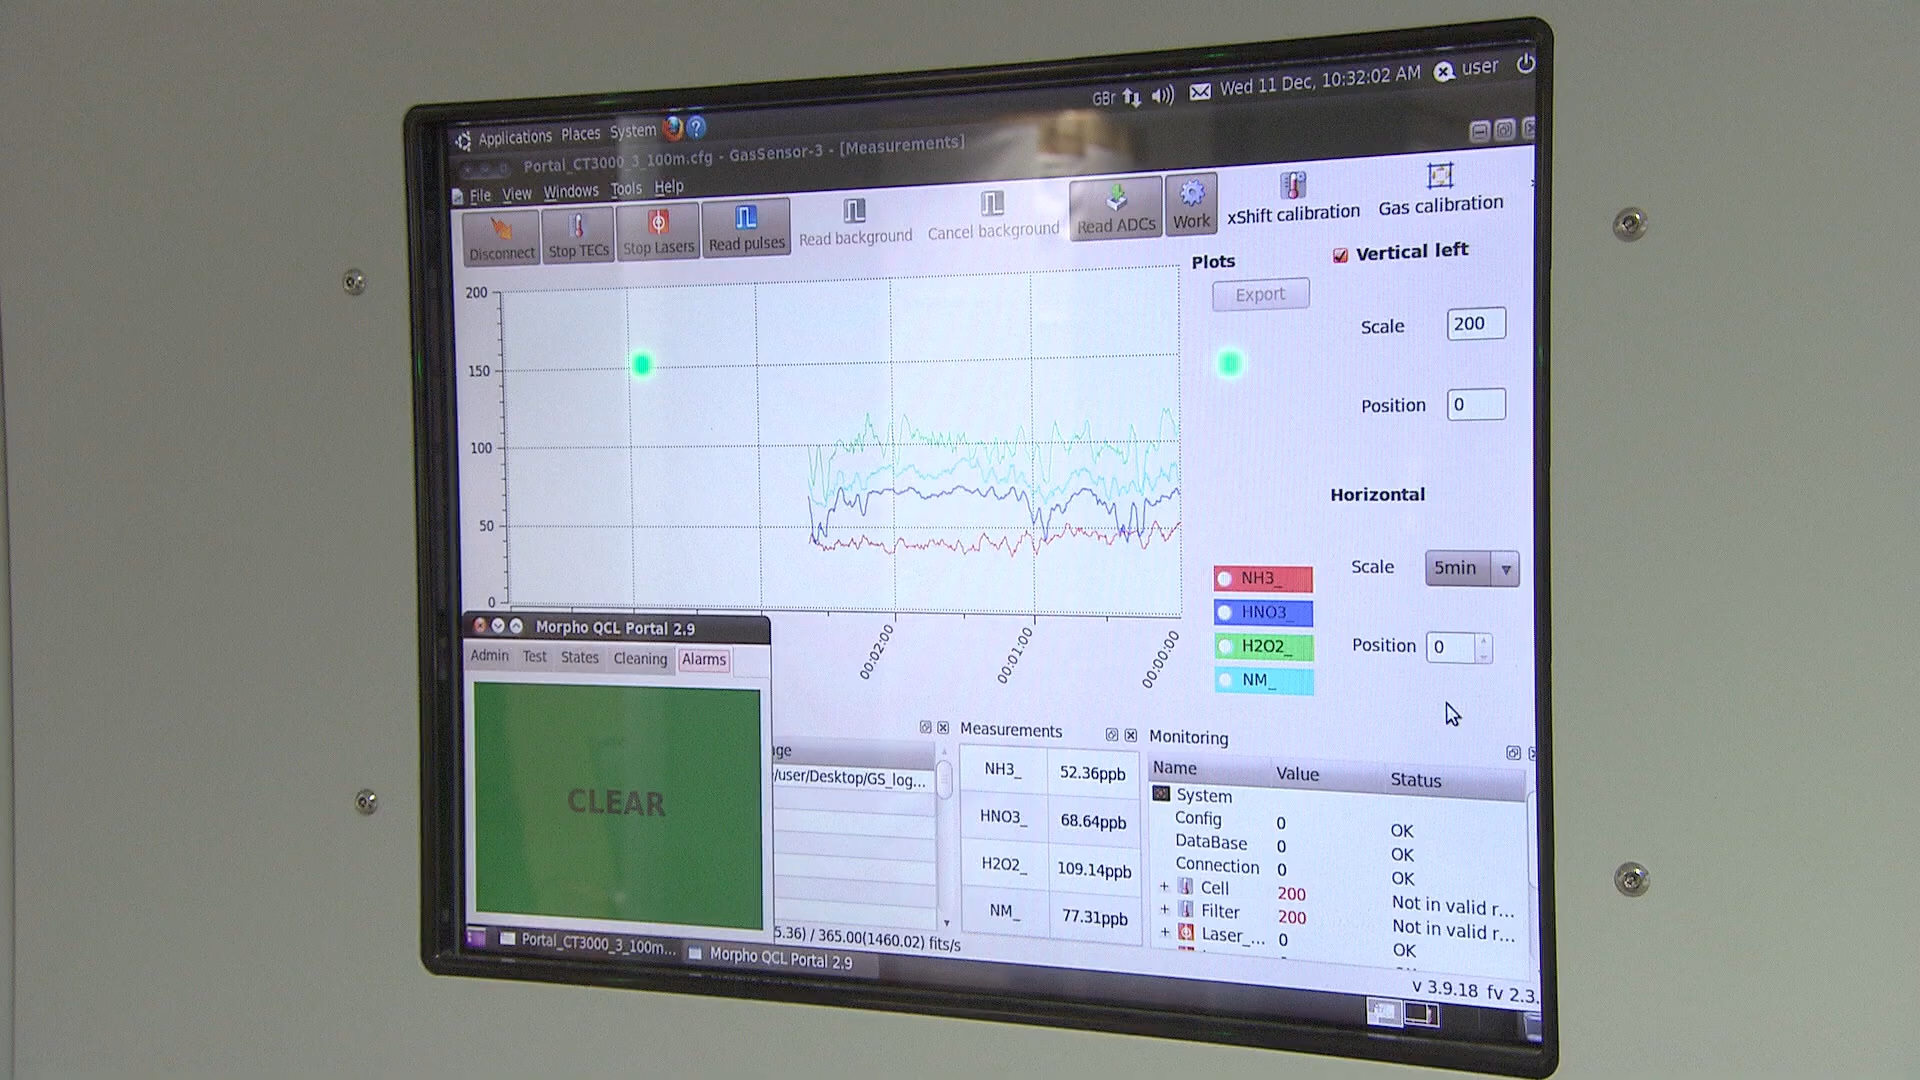 GBr Wed 11 Dec, 10:32:02 AM user
Applications Places System
Portal_CT3000_3_100m.cfg - GasSensor-3 - [Measurements]
File View Windows Tools Help
Disconnect Stop TECs Stop Lasers Read pulses Read background Cancel background Read ADCs Work xShift calibration Gas calibration
Plots
Vertical left
Export
Scale 200
Position 0
Horizontal
Scale 5min
Position 0
200
150
100
50
0
00:02:00 00:01:00 00:00:00
NH3_
HNO3_
H2O2_
NM_
Morpho QCL Portal 2.9
Admin Test States Cleaning Alarms
CLEAR
/user/Desktop/GS_log...
Measurements
NH3_ 52.36ppb
HNO3_ 68.64ppb
H2O2_ 109.14ppb
NM_ 77.31ppb
Monitoring
Name Value Status
System
Config 0 OK
DataBase 0 OK
Connection 0 OK
Cell 200 Not in valid r...
Filter 200 Not in valid r...
Laser_... 0 OK
5.36) / 365.00(1460.02) fits/s
v 3.9.18 fv 2.3.
Portal_CT3000_3_100m... Morpho QCL Portal 2.9